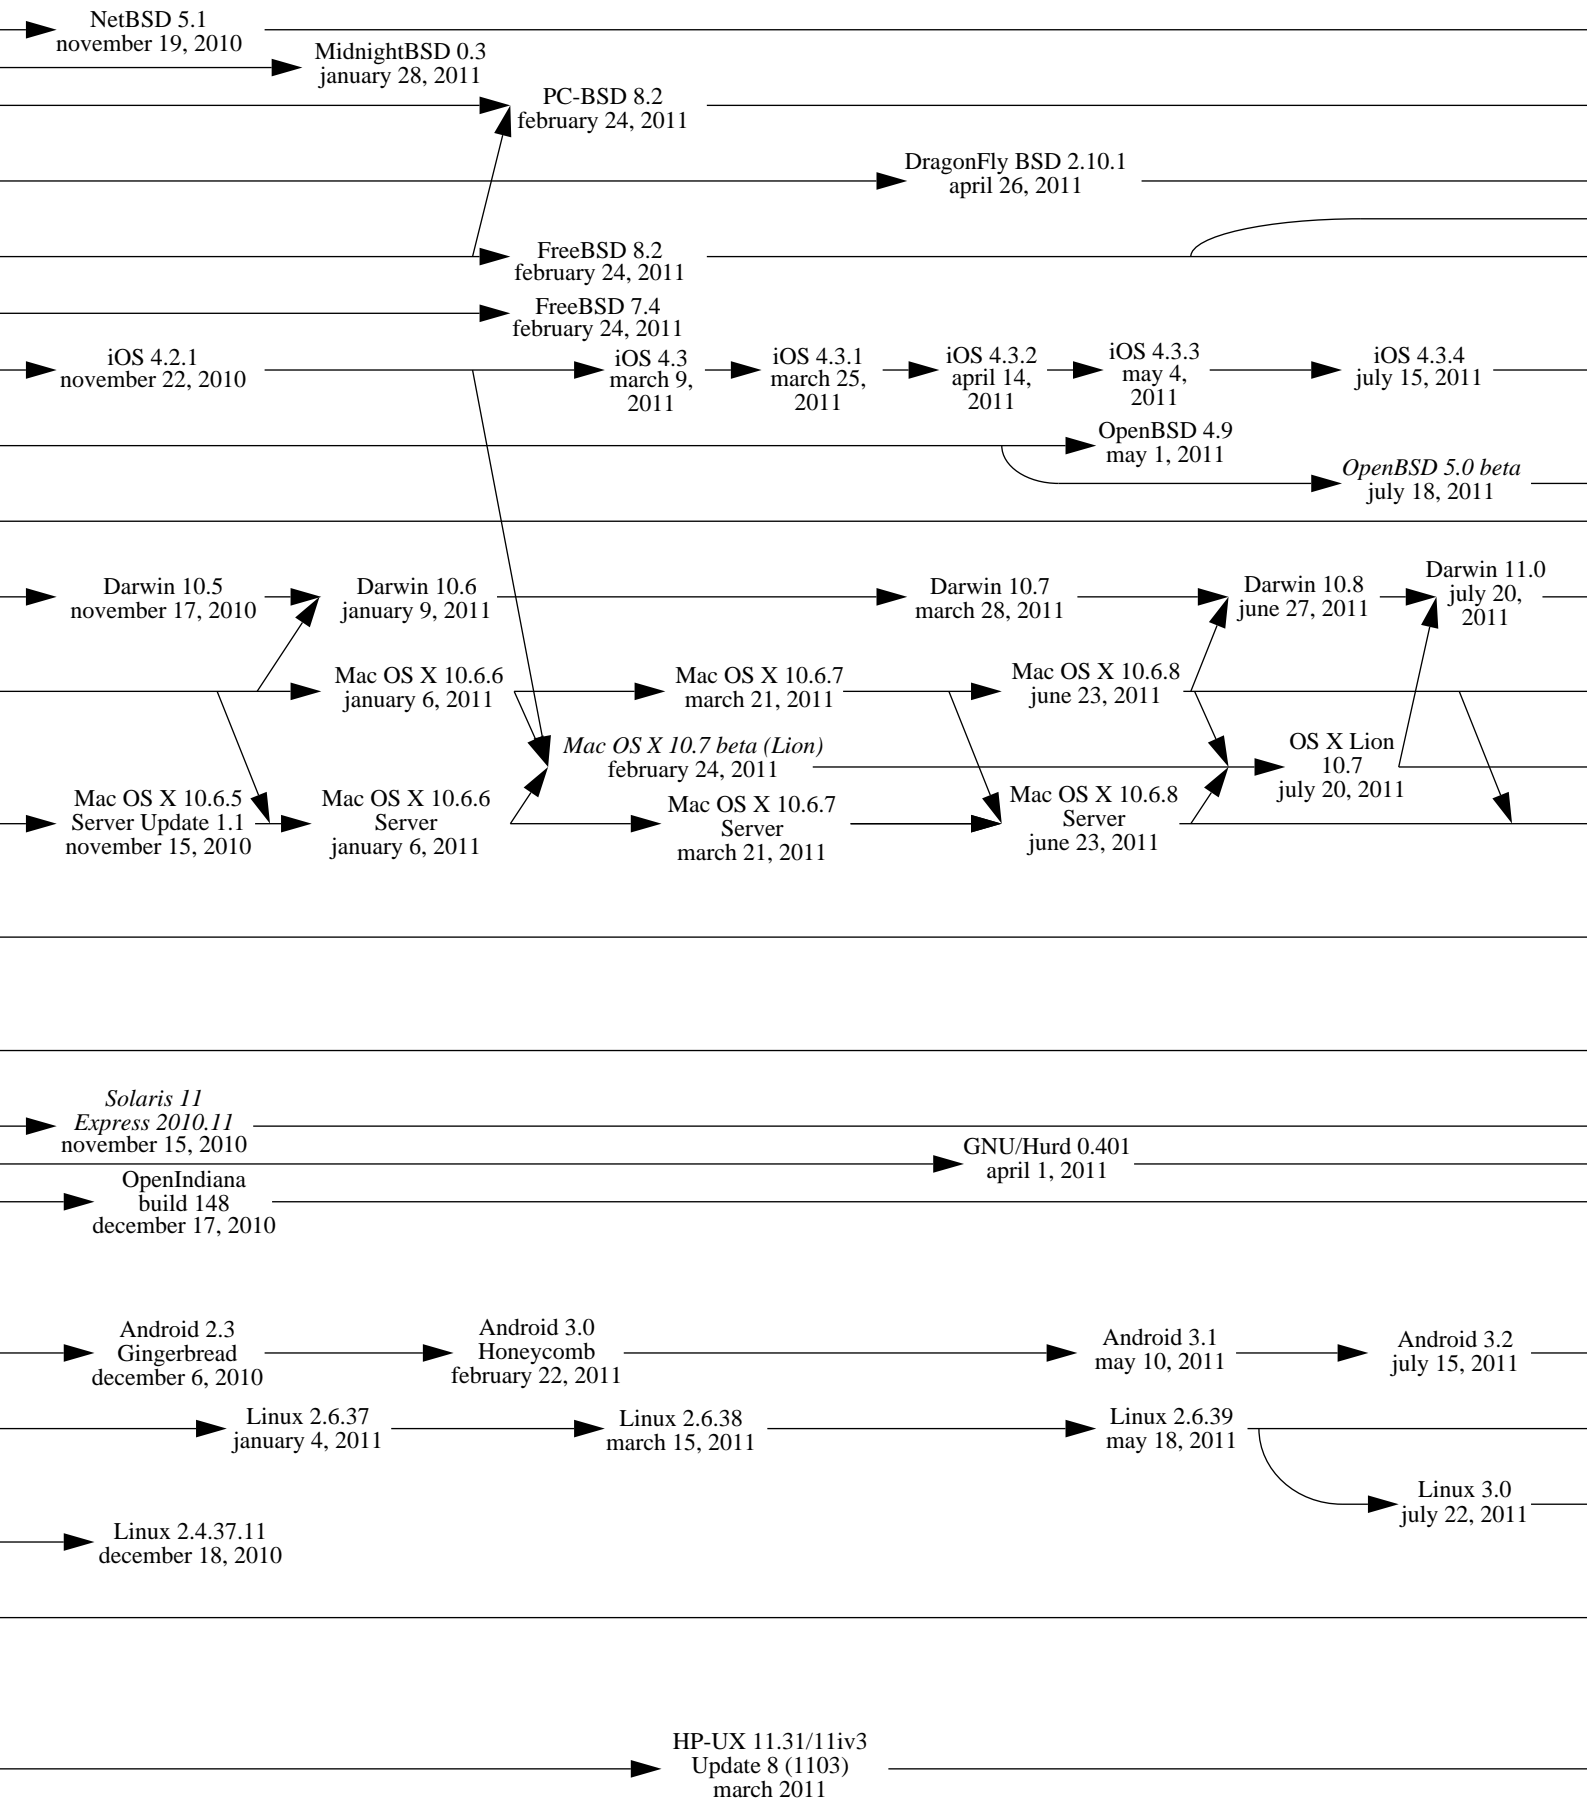 NetBSD 5.1
november 19, 2010
MidnightBSD 0.3
january 28, 2011
PC-BSD 8.2
february 24, 2011
DragonFly BSD 2.10.1
april 26, 2011
FreeBSD 8.2
february 24, 2011
FreeBSD 7.4
february 24, 2011
iOS 4.2.1
november 22, 2010
iOS 4.3
march 9,
2011
iOS 4.3.1
march 25,
2011
iOS 4.3.2
april 14,
2011
iOS 4.3.3
may 4,
2011
iOS 4.3.4
july 15, 2011
OpenBSD 4.9
may 1, 2011
OpenBSD 5.0 beta
july 18, 2011
Darwin 10.5
november 17, 2010
Darwin 10.6
january 9, 2011
Darwin 10.7
march 28, 2011
Darwin 10.8
june 27, 2011
Darwin 11.0
july 20,
2011
Mac OS X 10.6.6
january 6, 2011
Mac OS X 10.6.7
march 21, 2011
Mac OS X 10.6.8
june 23, 2011
Mac OS X 10.7 beta (Lion)
february 24, 2011
OS X Lion
10.7
july 20, 2011
Mac OS X 10.6.5
Server Update 1.1
november 15, 2010
Mac OS X 10.6.6
Server
january 6, 2011
Mac OS X 10.6.7
Server
march 21, 2011
Mac OS X 10.6.8
Server
june 23, 2011
Solaris 11
Express 2010.11
november 15, 2010
GNU/Hurd 0.401
april 1, 2011
OpenIndiana
build 148
december 17, 2010
Android 2.3
Gingerbread
december 6, 2010
Android 3.0
Honeycomb
february 22, 2011
Android 3.1
may 10, 2011
Android 3.2
july 15, 2011
Linux 2.6.37
january 4, 2011
Linux 2.6.38
march 15, 2011
Linux 2.6.39
may 18, 2011
Linux 3.0
july 22, 2011
Linux 2.4.37.11
december 18, 2010
HP-UX 11.31/11iv3
Update 8 (1103)
march 2011